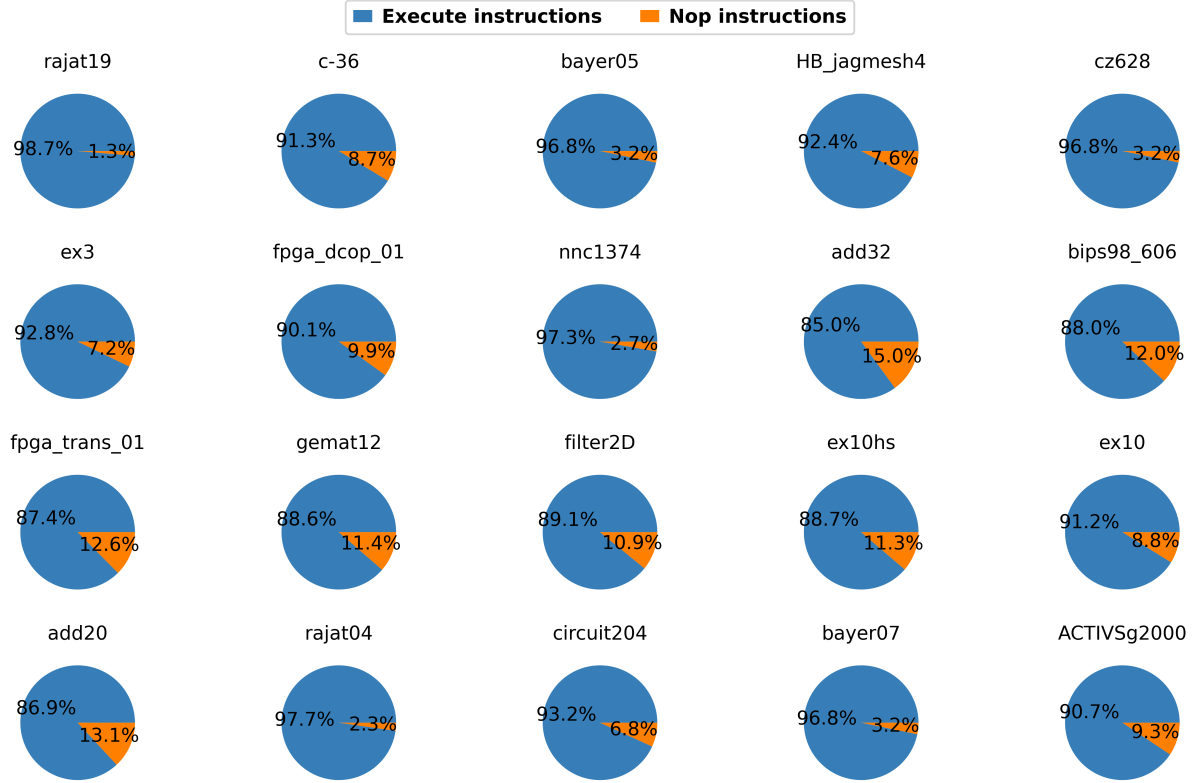 Execute instructions Nop instructions
rajat19 c-36 bayer05 HB_jagmesh4 cz628
98.7% 1.3% 91.3% 8.7% 96.8% 3.2% 92.4% 7.6% 96.8% 3.2%
ex3 fpga_dcop_01 nnc1374 add32 bips98_606
92.8% 7.2% 90.1% 9.9% 97.3% 2.7% 85.0% 15.0% 88.0% 12.0%
fpga_trans_01 gemat12 filter2D ex10hs ex10
87.4% 12.6% 88.6% 11.4% 89.1% 10.9% 88.7% 11.3% 91.2% 8.8%
add20 rajat04 circuit204 bayer07 ACTIVSg2000
86.9% 13.1% 97.7% 2.3% 93.2% 6.8% 96.8% 3.2% 90.7% 9.3%